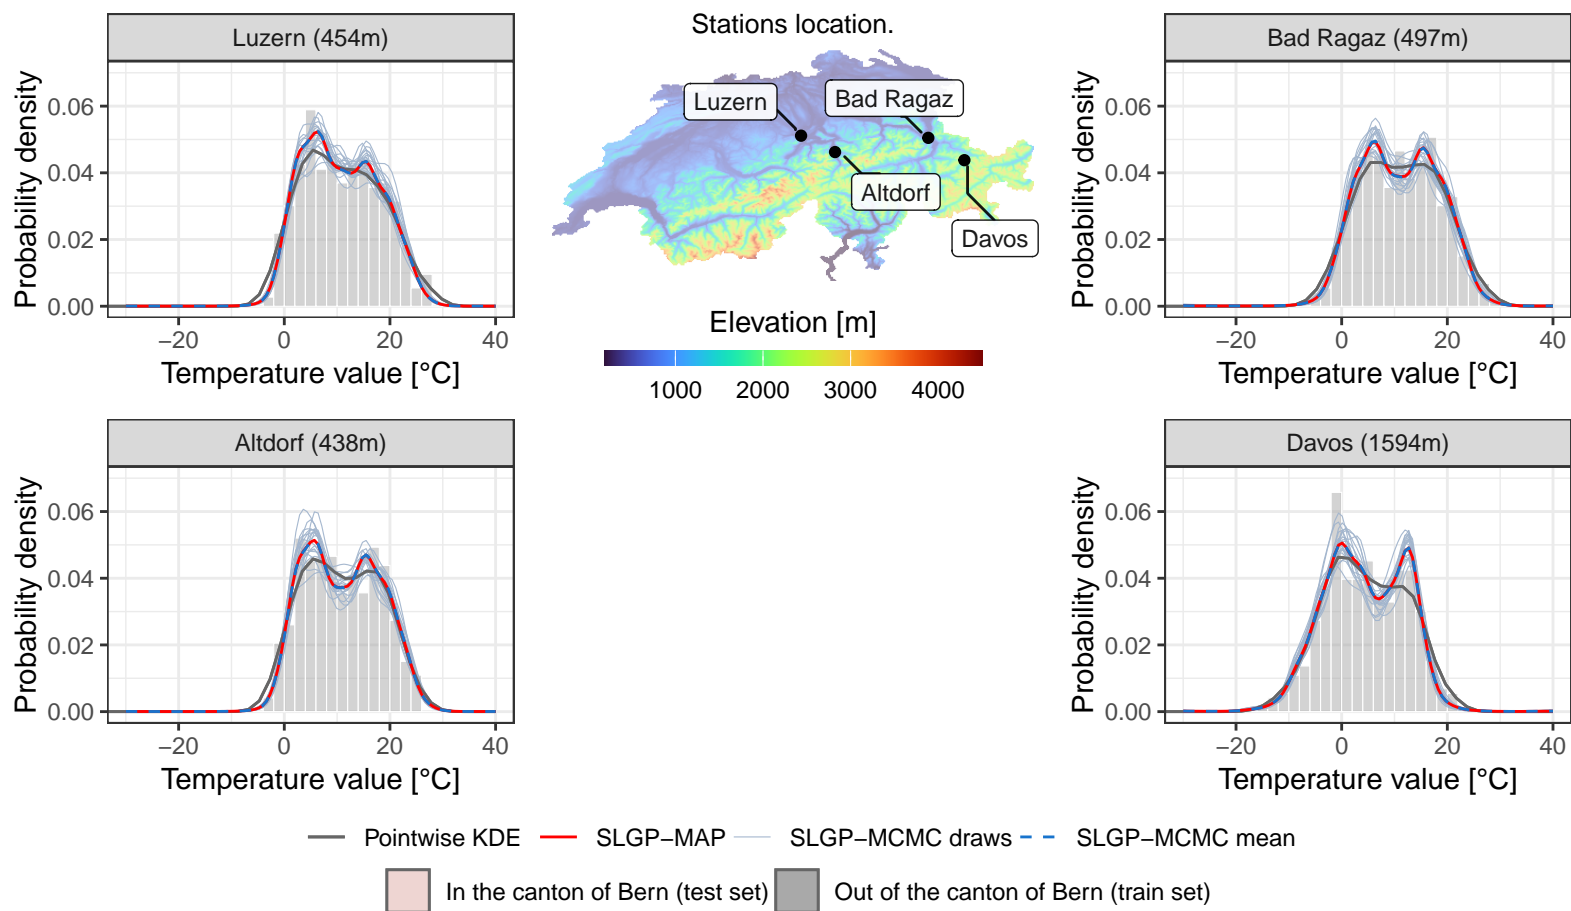 Luzern (454m)
Probability density
0.06
0.04
0.02
0.00
−20
0
20
40
Temperature value [°C]
Stations location.
Luzern
Bad Ragaz
Altdorf
Davos
Elevation [m]
1000
2000
3000
4000
Bad Ragaz (497m)
Probability density
0.06
0.04
0.02
0.00
−20
0
20
40
Temperature value [°C]
Altdorf (438m)
Probability density
0.06
0.04
0.02
0.00
−20
0
20
40
Temperature value [°C]
Davos (1594m)
Probability density
0.06
0.04
0.02
0.00
−20
0
20
40
Temperature value [°C]
Pointwise KDE
SLGP−MAP
SLGP−MCMC draws
SLGP−MCMC mean
In the canton of Bern (test set)
Out of the canton of Bern (train set)